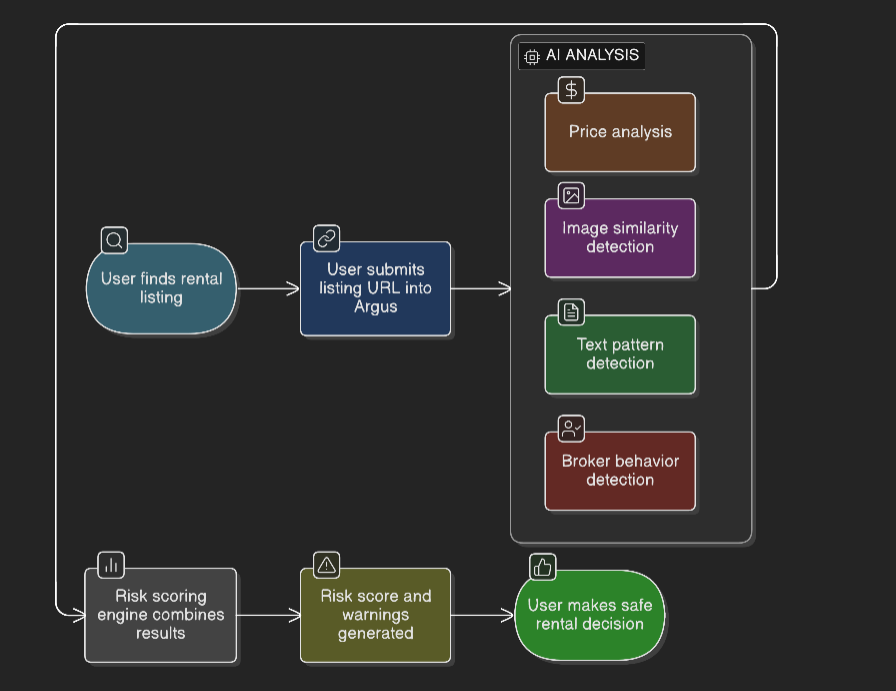 AI ANALYSIS
Price analysis
Image similarity
detection
User finds rental
listing
User submits
listing URL into
Argus
Text pattern
detection
Broker behavior
detection
Risk scoring
engine combines
results
Risk score and
warnings
generated
User makes safe
rental decision